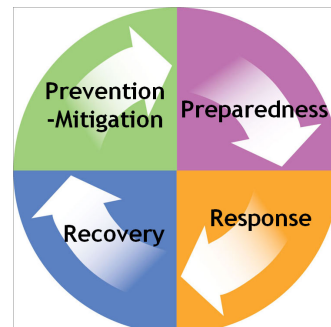 Prevention
-Mitigation
Preparedness
Recovery
Response